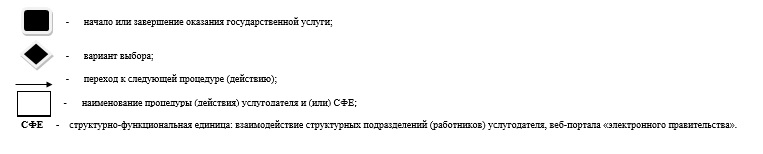 - начало или завершение оказания государственной услуги;
- вариант выбора;
- переход к следующей процедуре (действию);
- наименование процедуры (действия) услугодателя и (или) СФЕ;
СФЕ - структурно-функциональная единица: взаимодействие структурных подразделений (работников) услугодателя, веб-портала «электронного правительства».